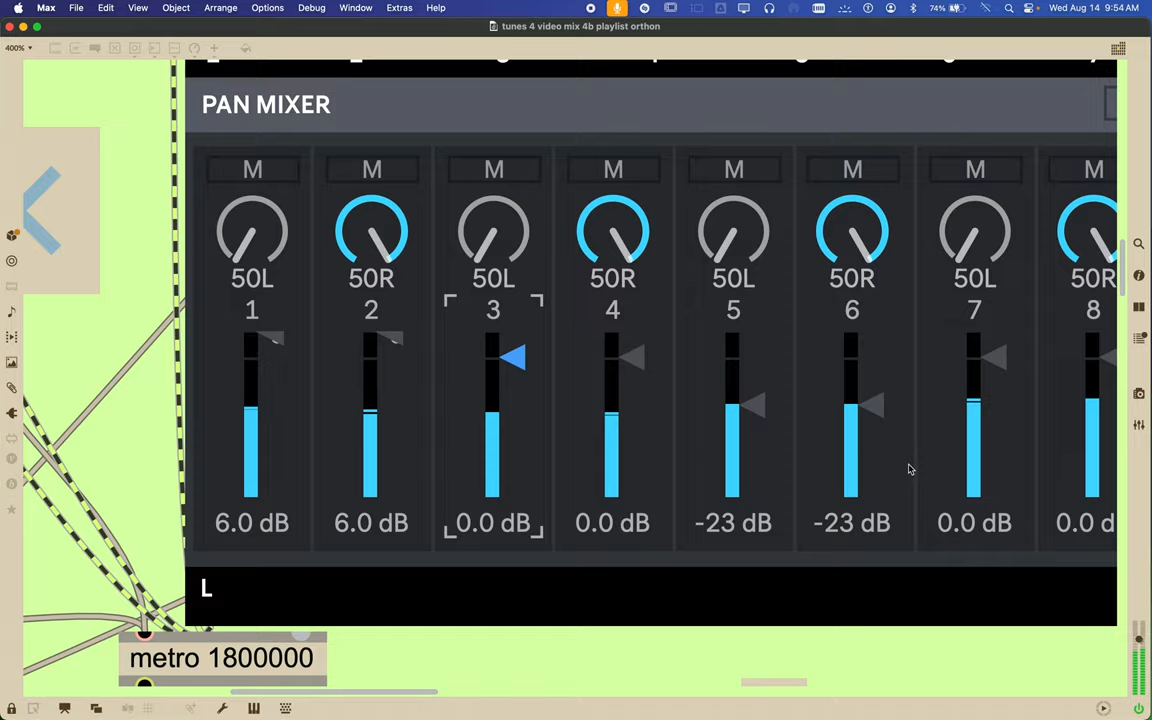 Max File Edit View Object Arrange Options Debug Window Extras Help 74% Wed Aug 14 9:54 AM
tunes 4 video mix 4b playlist orthon
400%
PAN MIXER
M M M M M M M M
50L 50R 50L 50R 50L 50R 50L 50R
1 2 3 4 5 6 7 8
6.0 dB 6.0 dB 0.0 dB 0.0 dB -23 dB -23 dB 0.0 dB 0.0 d
L
metro 1800000